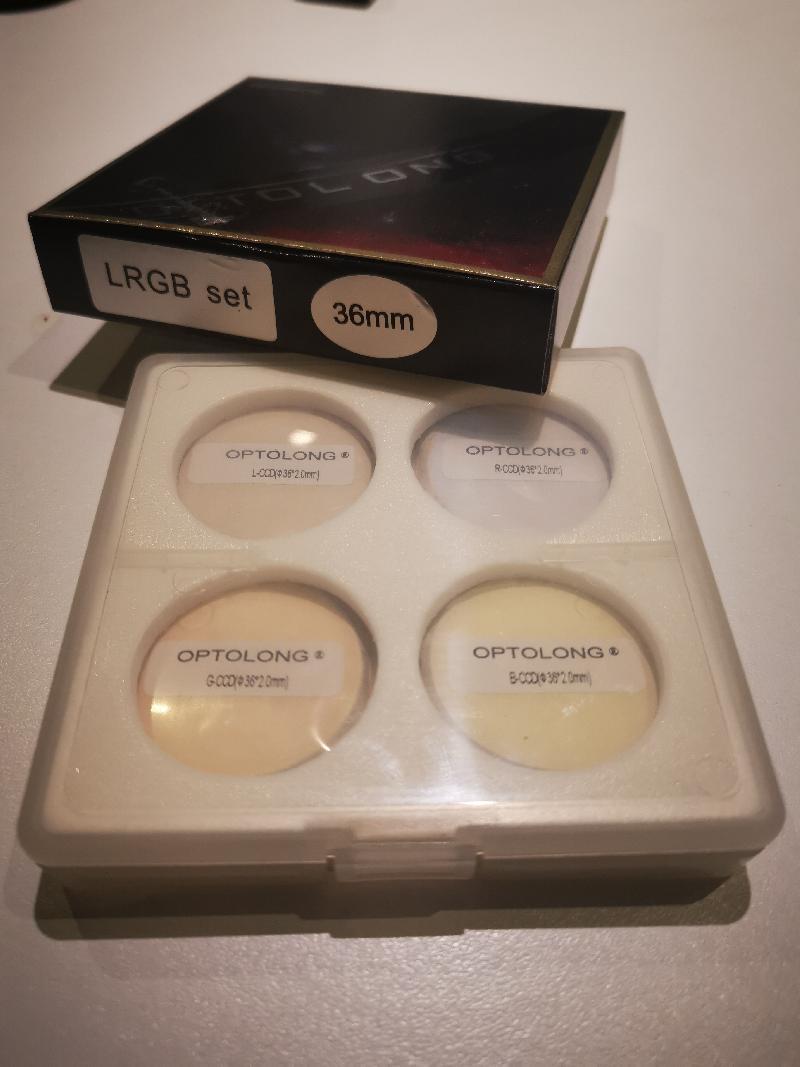 OPTOLONG
LRGB set
36mm
OPTOLONG ®
L-CCD(Φ36*2.0mm)
OPTOLONG ®
R-CCD(Φ36*2.0mm)
OPTOLONG ®
G-CCD(Φ36*2.0mm)
OPTOLONG ®
B-CCD(Φ36*2.0mm)